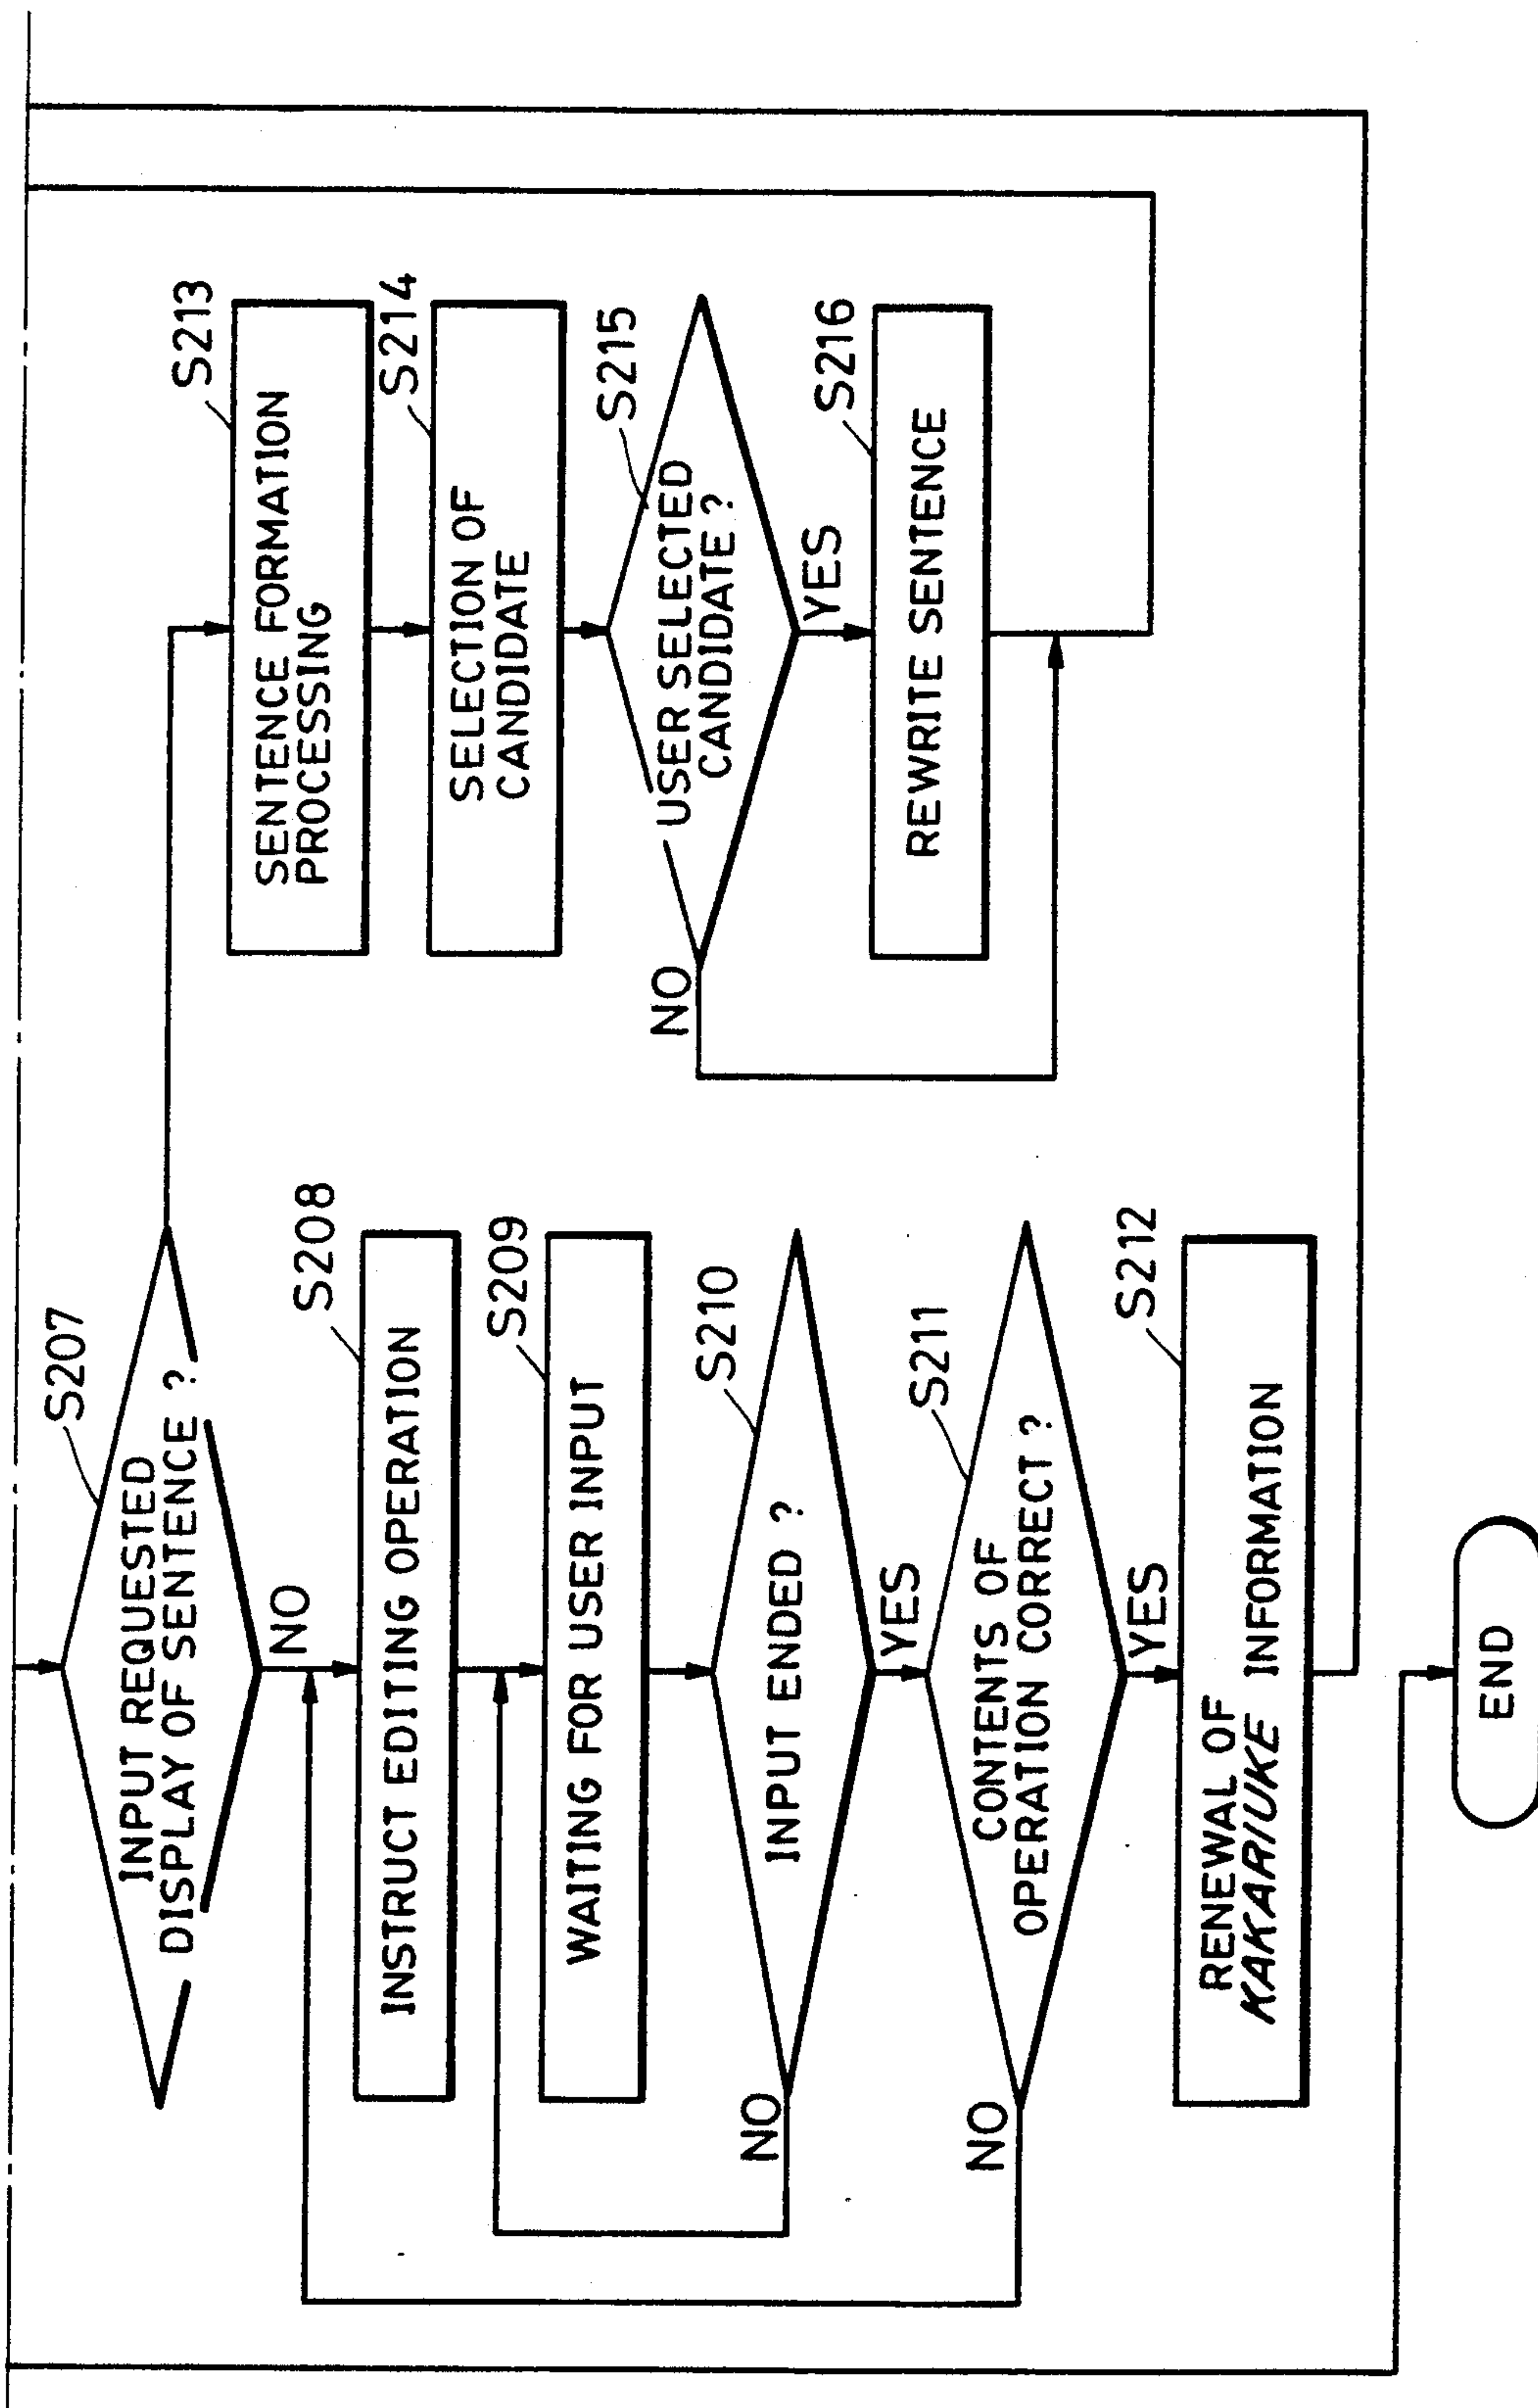 S207
INPUT REQUESTED
DISPLAY OF SENTENCE ?
NO
S208
INSTRUCT EDITING OPERATION
S209
WAITING FOR USER INPUT
S210
INPUT ENDED ?
NO
YES
S211
CONTENTS OF
OPERATION CORRECT ?
NO
YES
S212
RENEWAL OF
KAKARI/UKE INFORMATION
END
S213
SENTENCE FORMATION
PROCESSING
S214
SELECTION OF
CANDIDATE
S215
USER SELECTED
CANDIDATE ?
NO
YES
S216
REWRITE SENTENCE